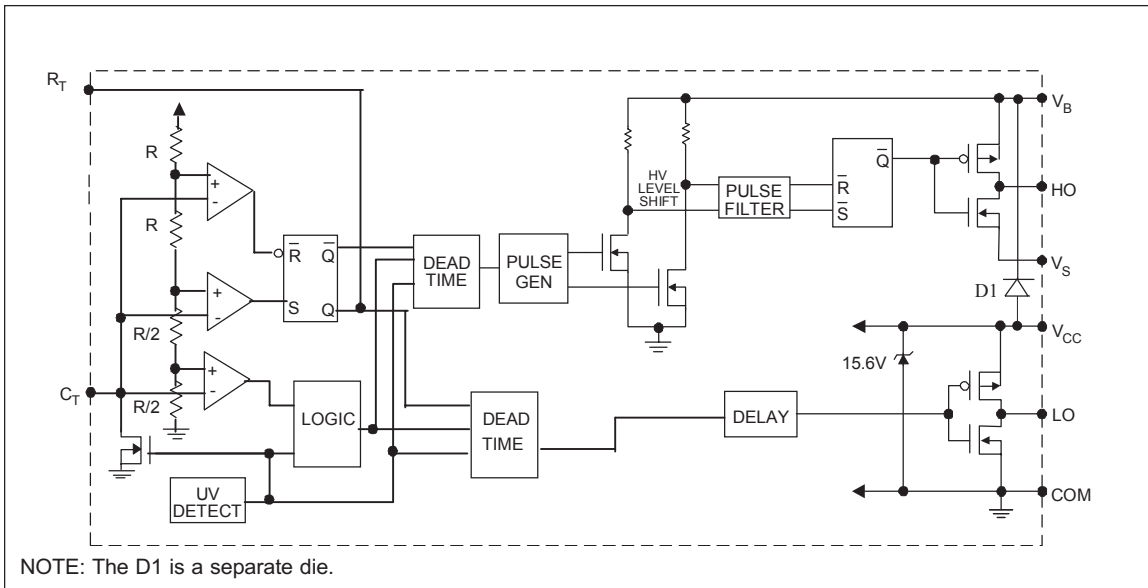 R_T
V_B
R
+
-
HV
LEVEL
SHIFT
PULSE
FILTER
R̅
S̅
Q̅
HO
R
R̅
Q̅
S
Q
DEAD
TIME
PULSE
GEN
V_S
D1
+
-
R/2
V_CC
15.6V
+
-
C_T
R/2
LOGIC
DEAD
TIME
DELAY
LO
UV
DETECT
COM
NOTE: The D1 is a separate die.